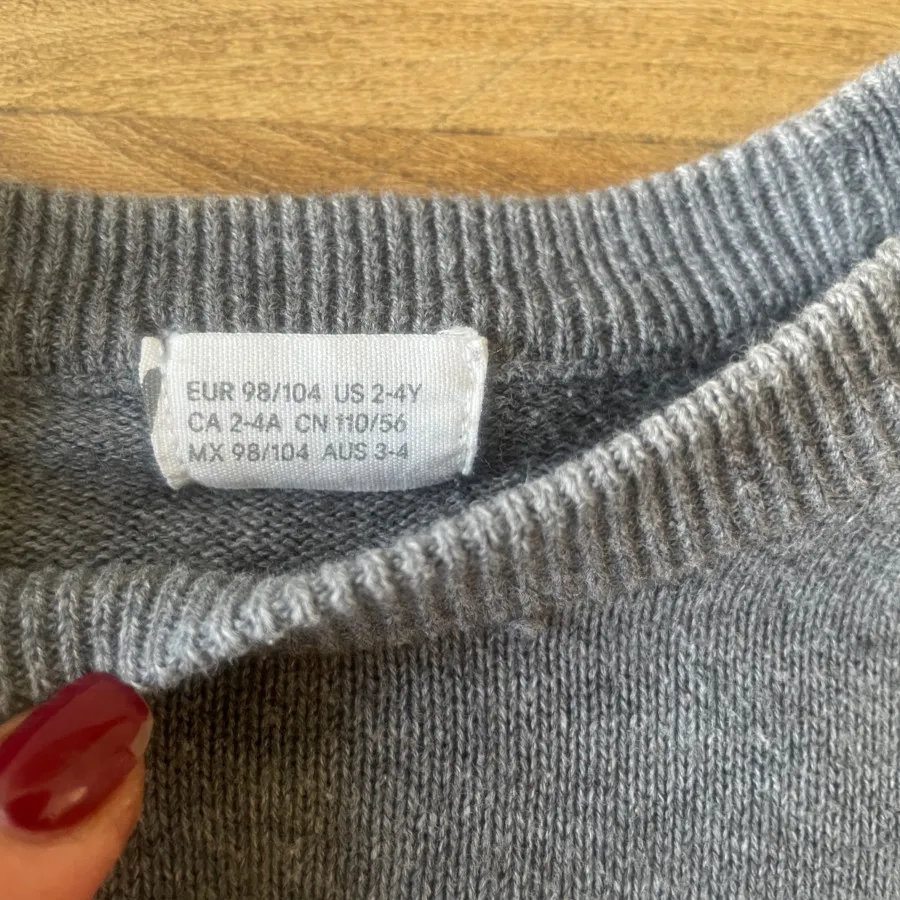 EUR 98/104 US 2-4Y
CA 2-4A CN 110/56
MX 98/104 AUS 3-4